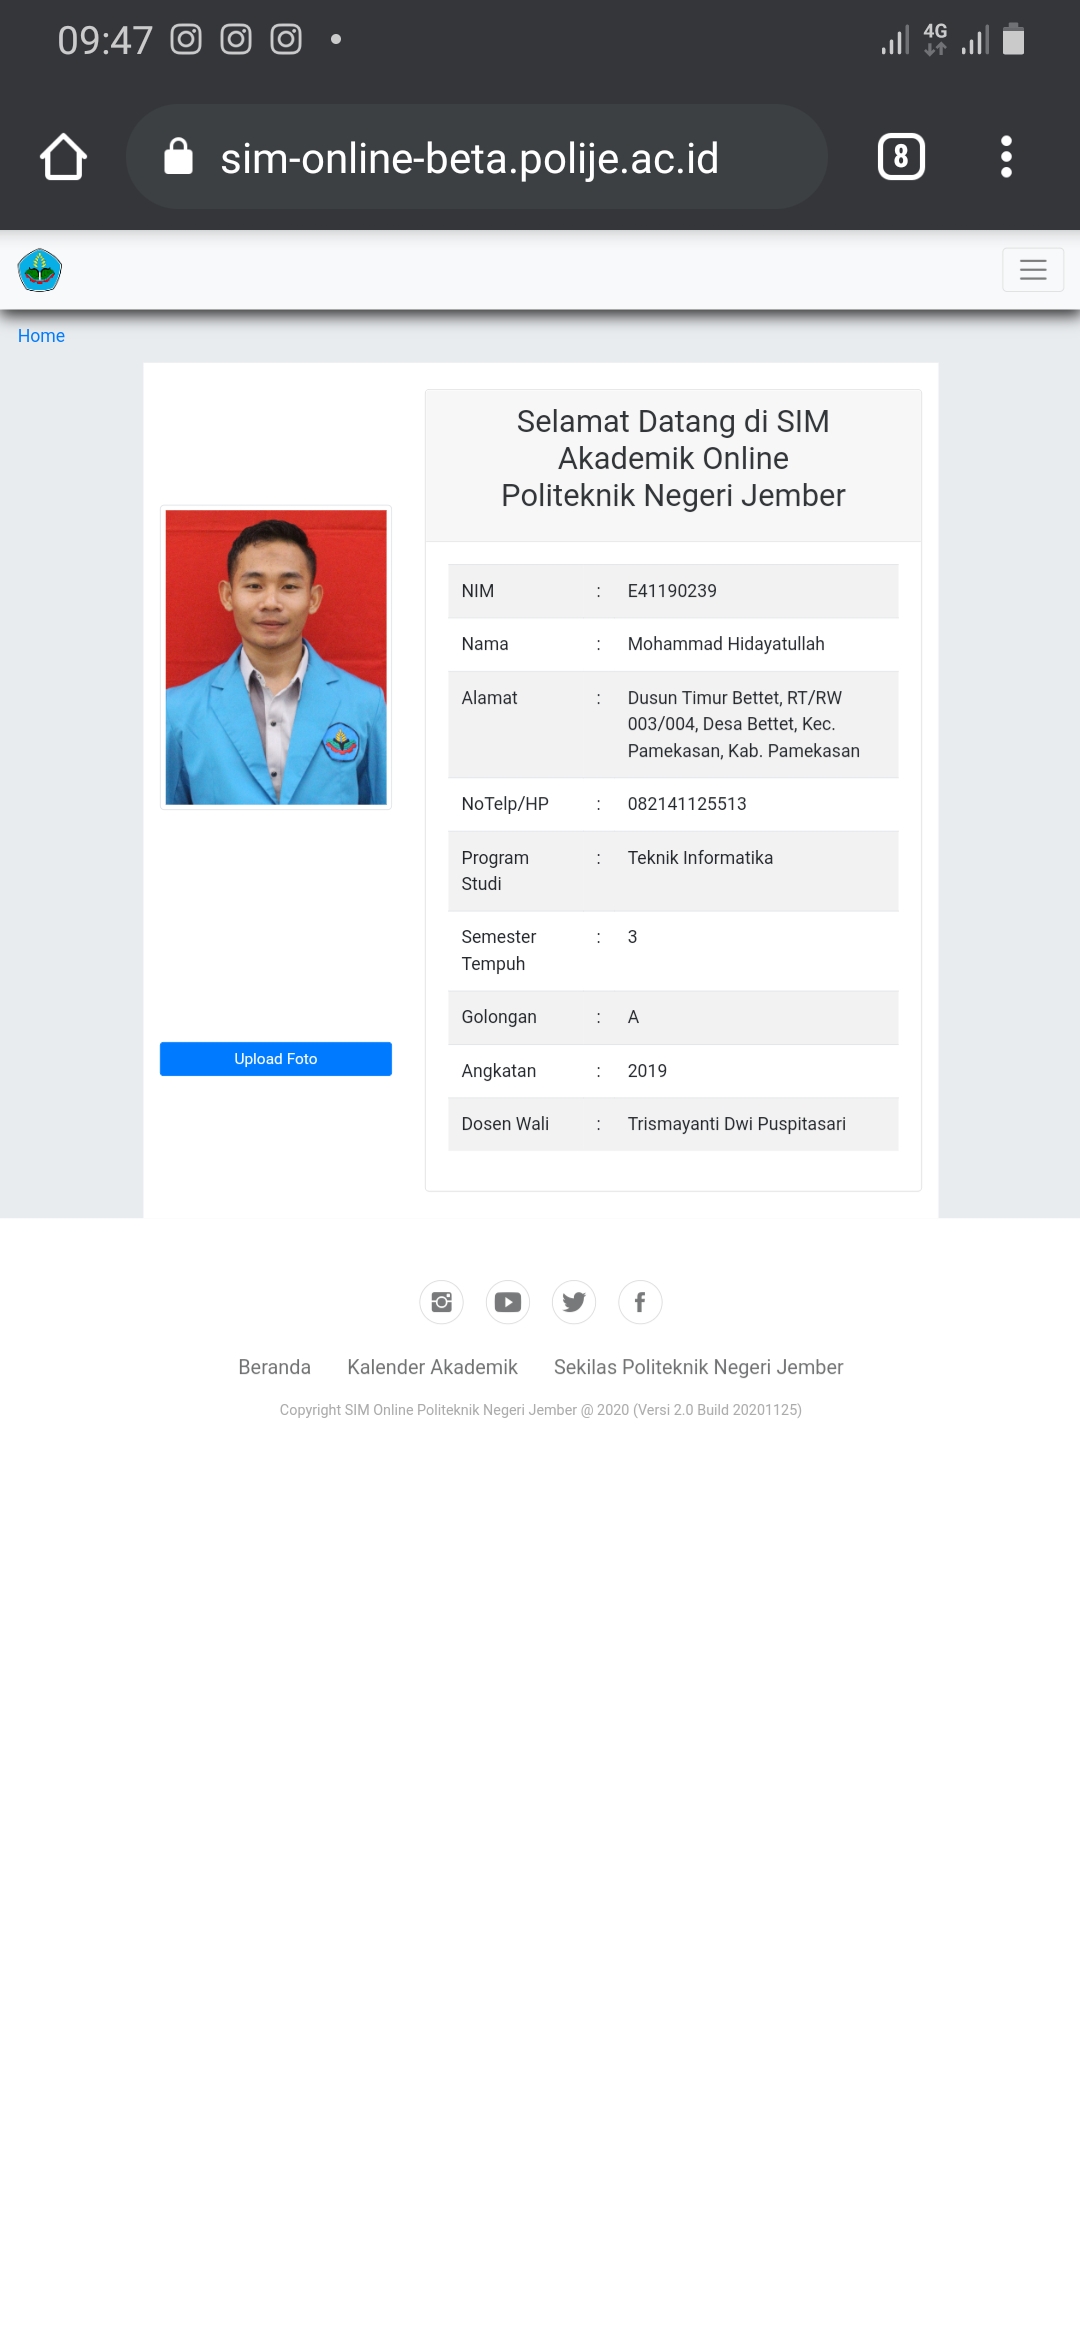 09:47
4G
sim-online-beta.polije.ac.id
8
Home
Selamat Datang di SIM
Akademik Online
Politeknik Negeri Jember
NIM : E41190239
Nama : Mohammad Hidayatullah
Alamat : Dusun Timur Bettet, RT/RW
003/004, Desa Bettet, Kec.
Pamekasan, Kab. Pamekasan
NoTelp/HP : 082141125513
Program : Teknik Informatika
Studi
Semester : 3
Tempuh
Golongan : A
Angkatan : 2019
Dosen Wali : Trismayanti Dwi Puspitasari
Upload Foto
Beranda Kalender Akademik Sekilas Politeknik Negeri Jember
Copyright SIM Online Politeknik Negeri Jember @ 2020 (Versi 2.0 Build 20201125)